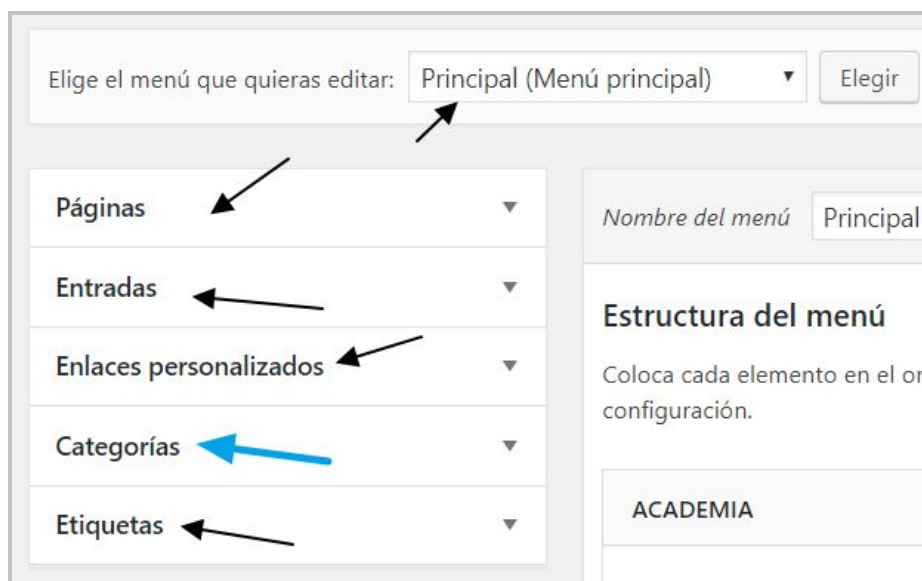 Elige el menú que quieras editar: Principal (Menú principal) Elegir
Páginas
Entradas
Enlaces personalizados
Categorías
Etiquetas
Nombre del menú Principal
Estructura del menú
Coloca cada elemento en el
configuración.
ACADEMIA